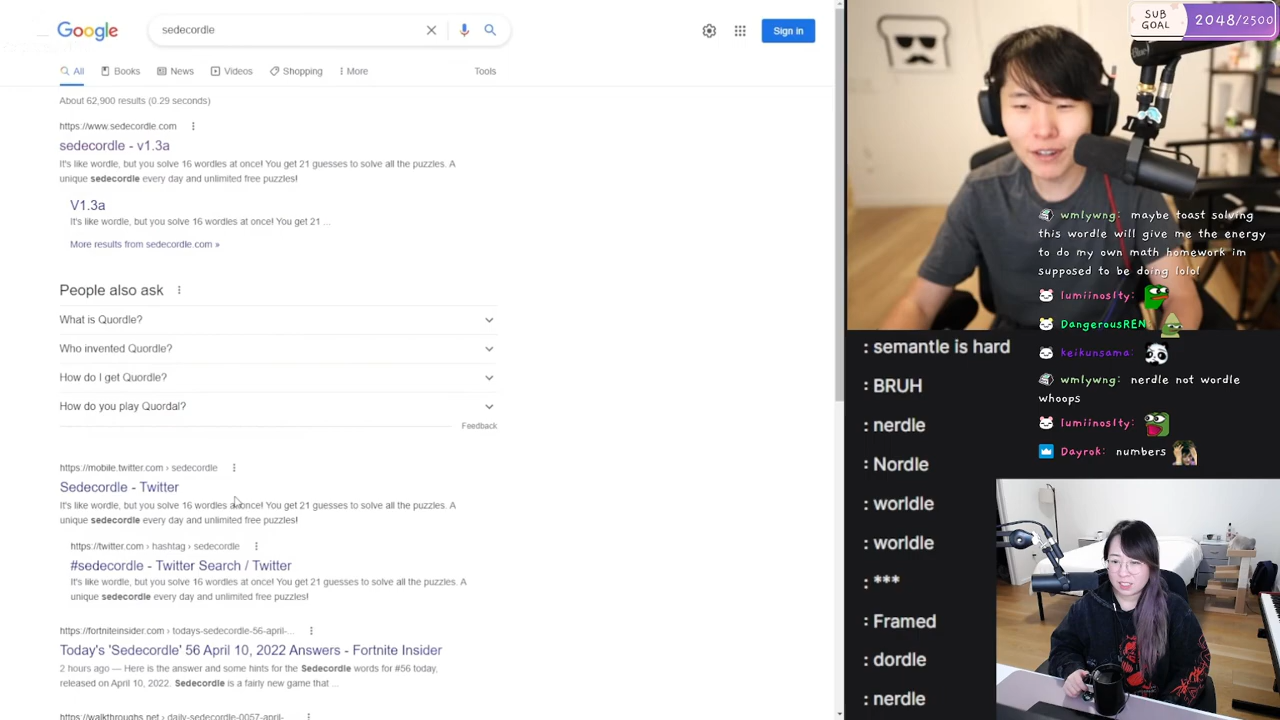 Google
sedecordle
Sign in
All
Books
News
Videos
Shopping
More
Tools
About 62,900 results (0.29 seconds)
https://www.sedecordle.com
sedecordle - v1.3a
It's like wordle, but you solve 16 wordles at once! You get 21 guesses to solve all the puzzles. A
unique sedecordle every day and unlimited free puzzles!
V1.3a
It's like wordle, but you solve 16 wordles at once! You get 21 ...
More results from sedecordle.com »
People also ask
What is Quordle?
Who invented Quordle?
How do I get Quordle?
How do you play Quordal?
Feedback
https://mobile.twitter.com › sedecordle
Sedecordle - Twitter
It's like wordle, but you solve 16 wordles at once! You get 21 guesses to solve all the puzzles. A
unique sedecordle every day and unlimited free puzzles!
https://twitter.com › hashtag › sedecordle
#sedecordle - Twitter Search / Twitter
It's like wordle, but you solve 16 wordles at once! You get 21 guesses to solve all the puzzles. A
unique sedecordle every day and unlimited free puzzles!
https://fortniteinsider.com › todays-sedecordle-56-april-...
Today's 'Sedecordle' 56 April 10, 2022 Answers - Fortnite Insider
2 hours ago — Here is the answer and some hints for the Sedecordle words for #56 today,
released on April 10, 2022. Sedecordle is a fairly new game that ...
https://walkthroughs.net › daily-sedecordle-0057-april-
SUB
GOAL
2048/2500
wmlywng: maybe toast solving
this wordle will give me the energy
to do my own math homework im
supposed to be doing lolol
lumiinos1ty:
DangerousREN
keikunsama:
wmlywng: nerdle not wordle
whoops
lumiinos1ty:
Dayrok: numbers
: semantle is hard
: BRUH
: nerdle
: Nordle
: worldle
: worldle
: ***
: Framed
: dordle
: nerdle